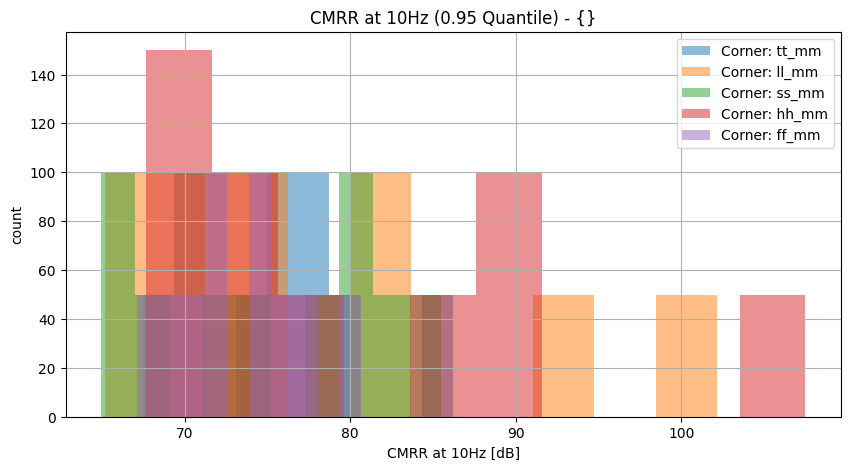 CMRR at 10Hz (0.95 Quantile) - {}
Corner: tt_mm
Corner: ll_mm
Corner: ss_mm
Corner: hh_mm
Corner: ff_mm
count
140
120
100
80
60
40
20
0
70 80 90 100
CMRR at 10Hz [dB]